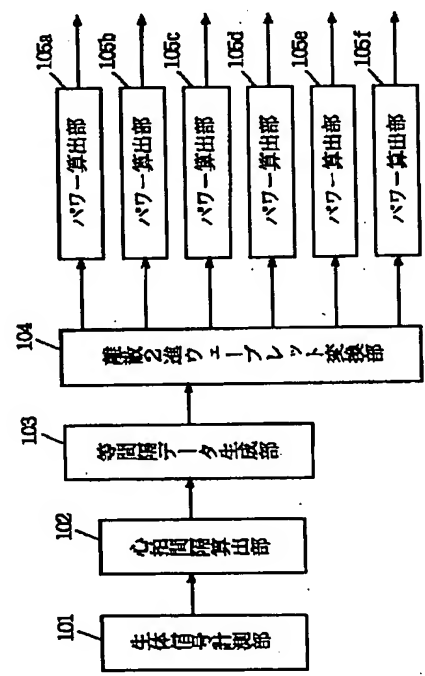 101
生体信号計測部
102
心拍間隔算出部
103
等間隔データ生成部
104
離散2進ウェーブレット変換部
105a
パワー算出部
105b
パワー算出部
105c
パワー算出部
105d
パワー算出部
105e
パワー算出部
105f
パワー算出部